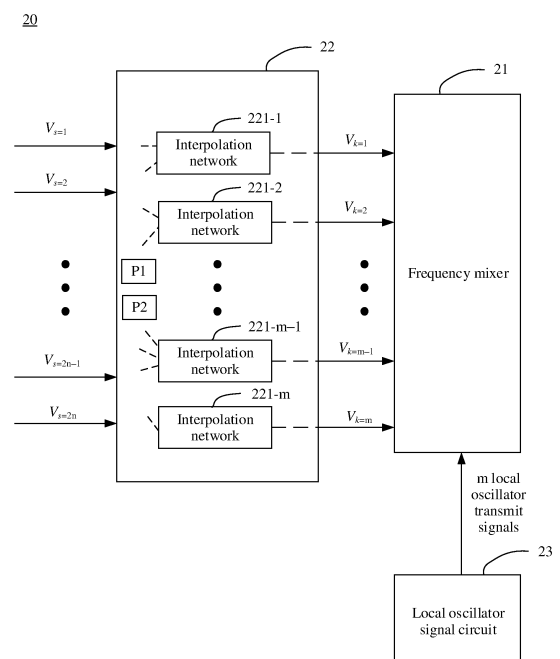 20
22
21
221-1
V_{s=1}
Interpolation
network
V_{k=1}
221-2
V_{s=2}
Interpolation
network
V_{k=2}
P1
Frequency mixer
P2
221-m–1
V_{s=2n–1}
Interpolation
network
V_{k=m–1}
221-m
V_{s=2n}
Interpolation
network
V_{k=m}
m local
oscillator
transmit
signals
23
Local oscillator
signal circuit